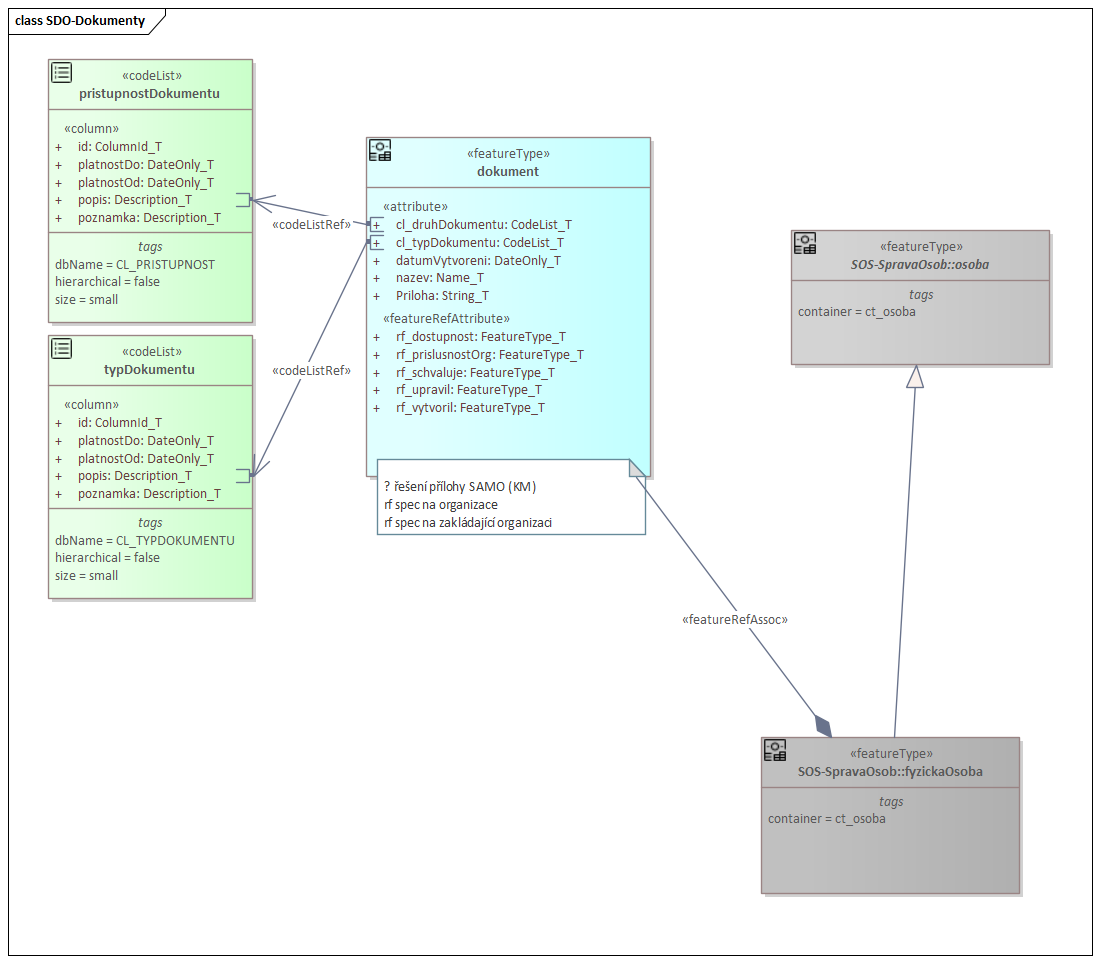 class SDO-Dokumenty
«codeList»
pristupnostDokumentu
«column»
+ id: ColumnId_T
+ platnostDo: DateOnly_T
+ platnostOd: DateOnly_T
+ popis: Description_T
+ poznamka: Description_T
tags
dbName = CL_PRISTUPNOST
hierarchical = false
size = small
«codeList»
typDokumentu
«column»
+ id: ColumnId_T
+ platnostDo: DateOnly_T
+ platnostOd: DateOnly_T
+ popis: Description_T
+ poznamka: Description_T
tags
dbName = CL_TYPDOKUMENTU
hierarchical = false
size = small
«codeListRef»
«codeListRef»
«featureType»
dokument
«attribute»
+ cl_druhDokumentu: CodeList_T
+ cl_typDokumentu: CodeList_T
+ datumVytvoreni: DateOnly_T
+ nazev: Name_T
+ Priloha: String_T
«featureRefAttribute»
+ rf_dostupnost: FeatureType_T
+ rf_prislusnostOrg: FeatureType_T
+ rf_schvaluje: FeatureType_T
+ rf_upravil: FeatureType_T
+ rf_vytvoril: FeatureType_T
? řešení přílohy SAMO (KM)
rf spec na organizace
rf spec na zakládající organizaci
«featureType»
SOS-SpravaOsob::osoba
tags
container = ct_osoba
«featureRefAssoc»
«featureType»
SOS-SpravaOsob::fyzickaOsoba
tags
container = ct_osoba